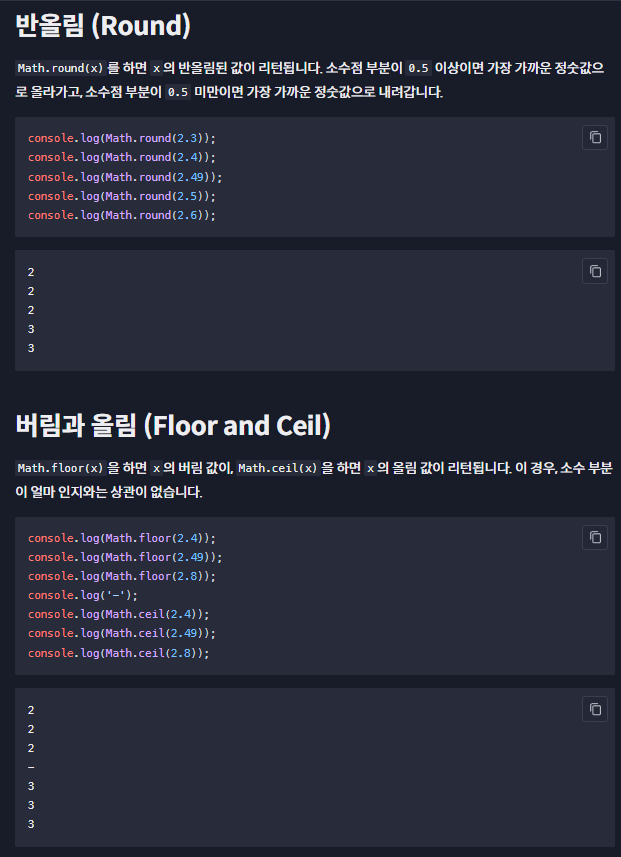 반올림 (Round)
Math.round(x)를 하면 x의 반올림된 값이 리턴됩니다. 소수점 부분이 0.5 이상이면 가장 가까운 정숫값으
로 올라가고, 소수점 부분이 0.5 미만이면 가장 가까운 정숫값으로 내려갑니다.
console.log(Math.round(2.3));
console.log(Math.round(2.4));
console.log(Math.round(2.49));
console.log(Math.round(2.5));
console.log(Math.round(2.6));
2
2
2
3
3
버림과 올림 (Floor and Ceil)
Math.floor(x)을 하면 x의 버림 값이, Math.ceil(x)을 하면 x의 올림 값이 리턴됩니다. 이 경우, 소수 부분
이 얼마 인지와는 상관이 없습니다.
console.log(Math.floor(2.4));
console.log(Math.floor(2.49));
console.log(Math.floor(2.8));
console.log('-');
console.log(Math.ceil(2.4));
console.log(Math.ceil(2.49));
console.log(Math.ceil(2.8));
2
2
2
-
3
3
3